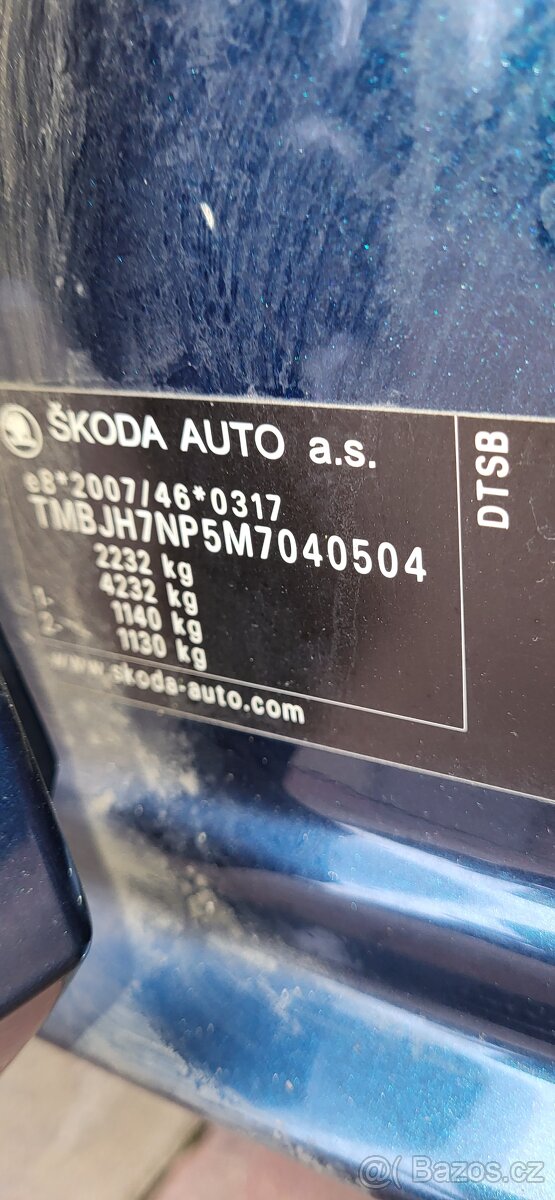 ŠKODA AUTO a.s.
e8*2007/46*0317
TMBJH7NP5M7040504
2232 kg
4232 kg
1- 1140 kg
2- 1130 kg
www.skoda-auto.com
DTSB
@ Bazos.cz